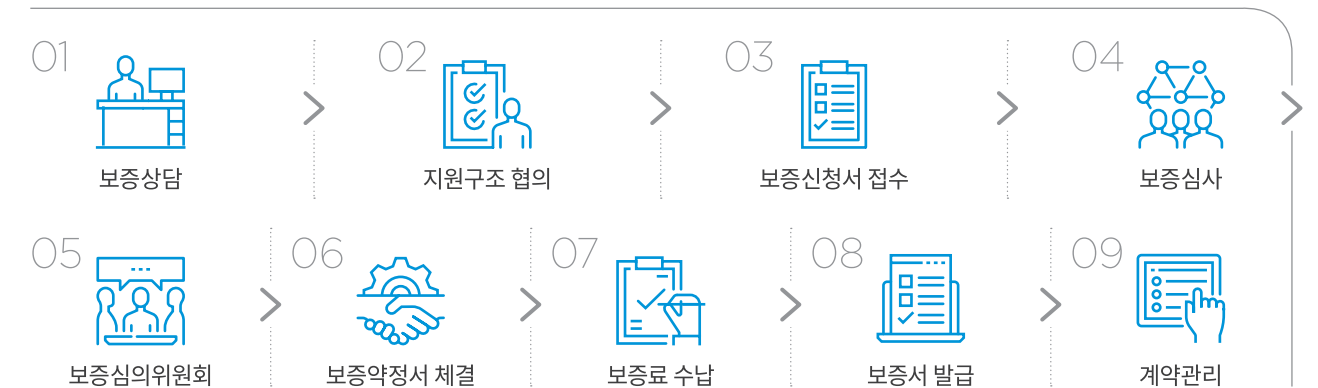 01
보증상담
02
지원구조 협의
03
보증신청서 접수
04
보증심사
05
보증심의위원회
06
보증약정서 체결
07
보증료 수납
08
보증서 발급
09
계약관리